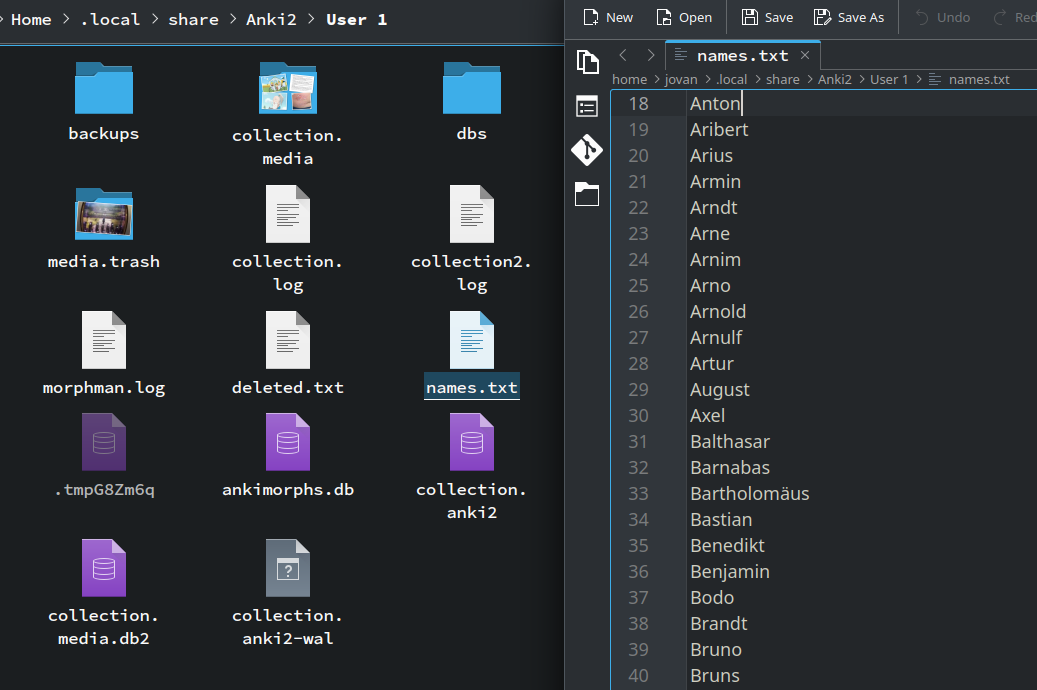 Home > .local > share > Anki2 > User 1
backups
collection.
media
dbs
media.trash
collection.
log
collection2.
log
morphman.log
deleted.txt
names.txt
.tmpG8Zm6q
ankimorphs.db
collection.
anki2
collection.
media.db2
collection.
anki2-wal
New Open Save Save As Undo Red
names.txt
home > jovan > .local > share > Anki2 > User 1 > names.txt
18 Anton
19 Aribert
20 Arius
21 Armin
22 Arndt
23 Arne
24 Arnim
25 Arno
26 Arnold
27 Arnulf
28 Artur
29 August
30 Axel
31 Balthasar
32 Barnabas
33 Bartholomäus
34 Bastian
35 Benedikt
36 Benjamin
37 Bodo
38 Brandt
39 Bruno
40 Bruns